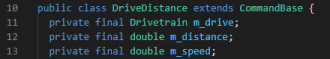 10 public class DriveDistance extends CommandBase {
11 private final Drivetrain m_drive;
12 private final double m_distance;
13 private final double m_speed;